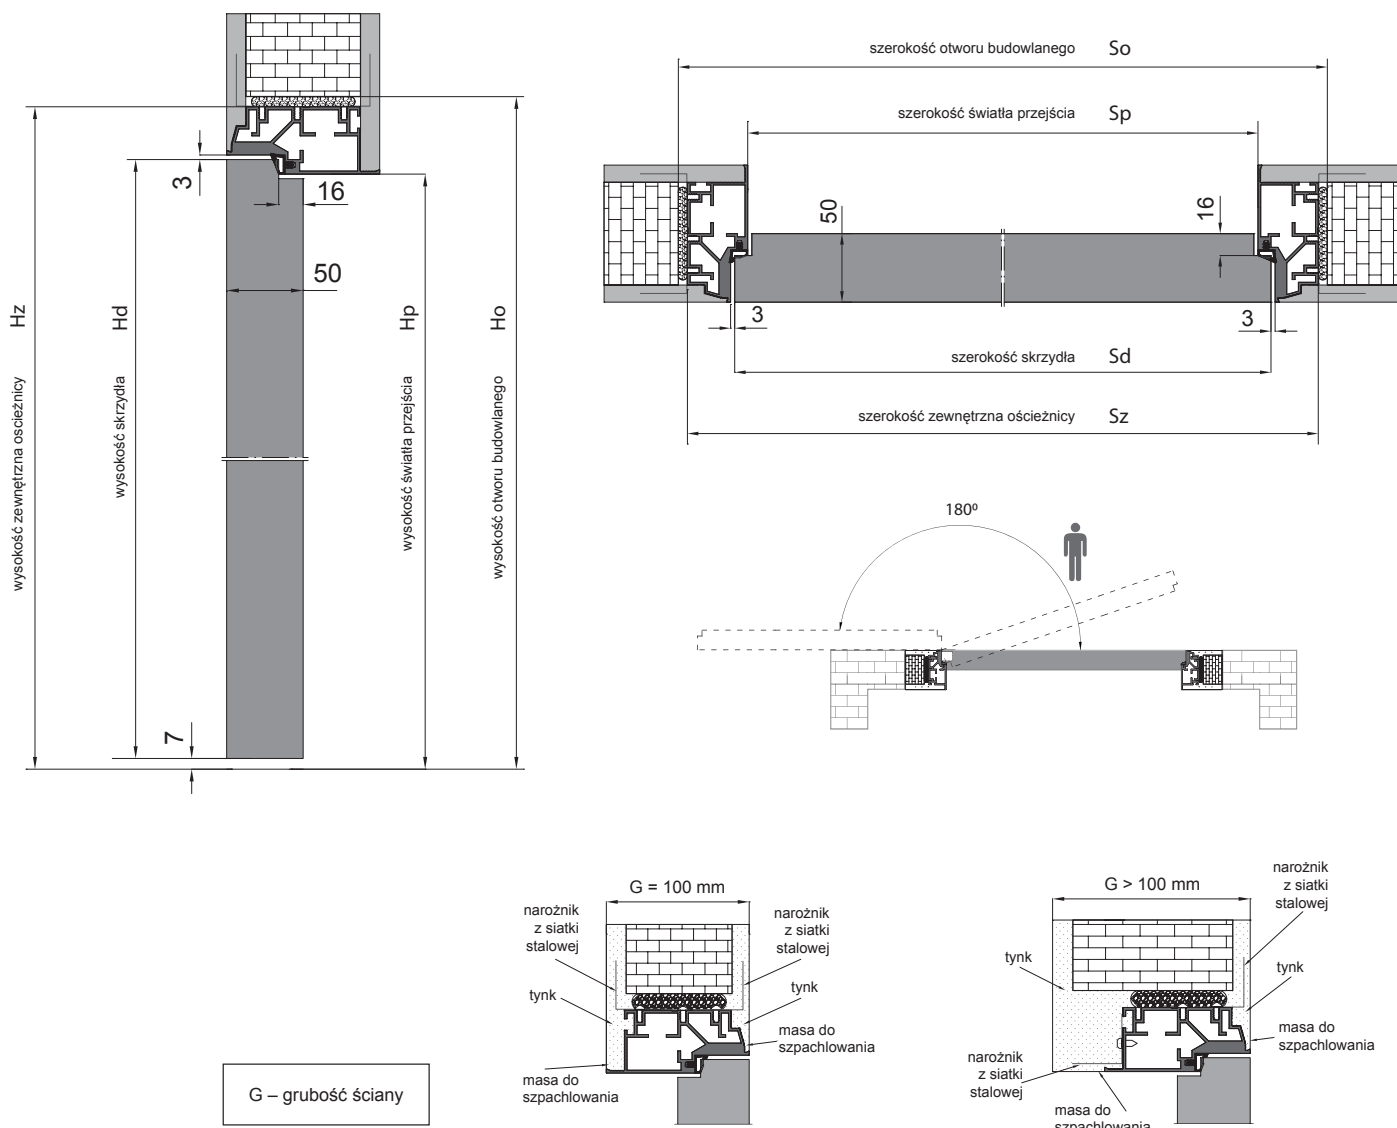 Hz
wysokość zewnętrzna ościeżnicy
Hd
wysokość skrzydła
3
16
50
7
Hp
wysokość światła przejścia
Ho
wysokość otworu budowlanego
szerokość otworu budowlanego So
szerokość światła przejścia Sp
50
16
3
3
szerokość skrzydła Sd
szerokość zewnętrzna ościeżnicy Sz
180º
G = 100 mm
narożnik
z siatki
stalowej
tynk
masa do
szpachlowania
narożnik
z siatki
stalowej
tynk
masa do
szpachlowania
G > 100 mm
narożnik
z siatki
stalowej
tynk
tynk
masa do
szpachlowania
narożnik
z siatki
stalowej
masa do
szpachlowania
G – grubość ściany